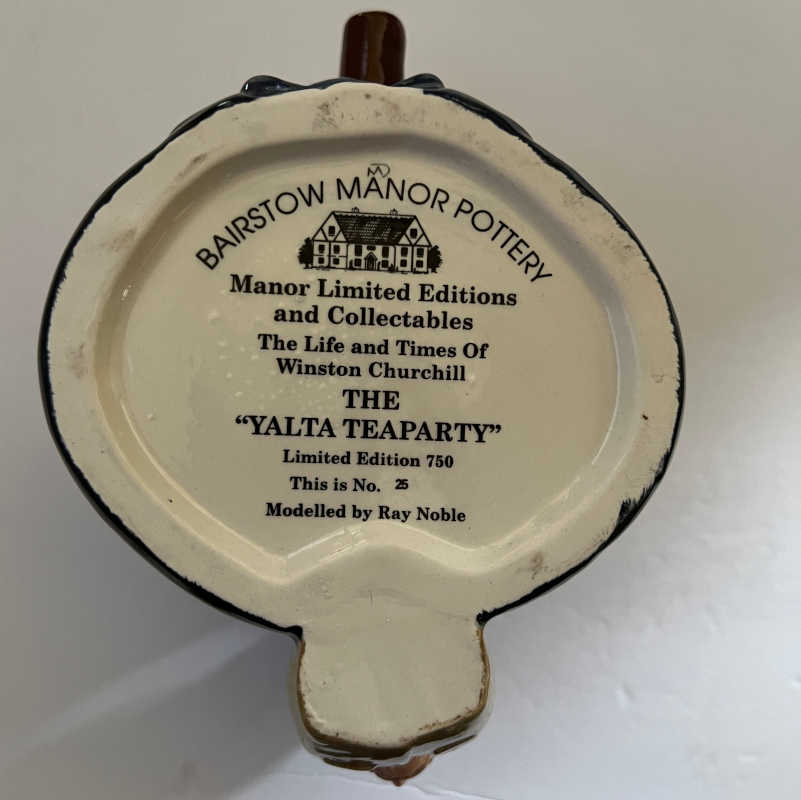 BAIRSTOW MANOR POTTERY
Manor Limited Editions
and Collectables
The Life and Times Of
Winston Churchill
THE
“YALTA TEAPARTY”
Limited Edition 750
This is No. 25
Modelled by Ray Noble